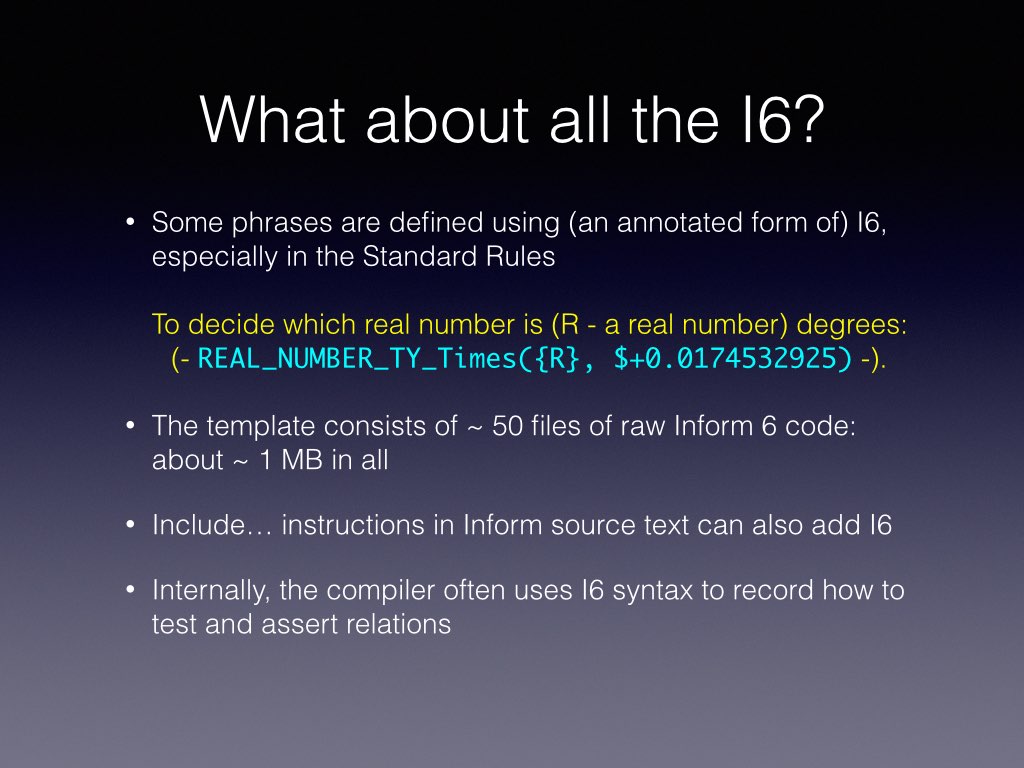 What about all the I6?
• Some phrases are defined using (an annotated form of) I6,
especially in the Standard Rules
To decide which real number is (R - a real number) degrees:
(- REAL_NUMBER_TY_Times({R}, $+0.0174532925) -).
• The template consists of ~ 50 files of raw Inform 6 code:
about ~ 1 MB in all
• Include… instructions in Inform source text can also add I6
• Internally, the compiler often uses I6 syntax to record how to
test and assert relations